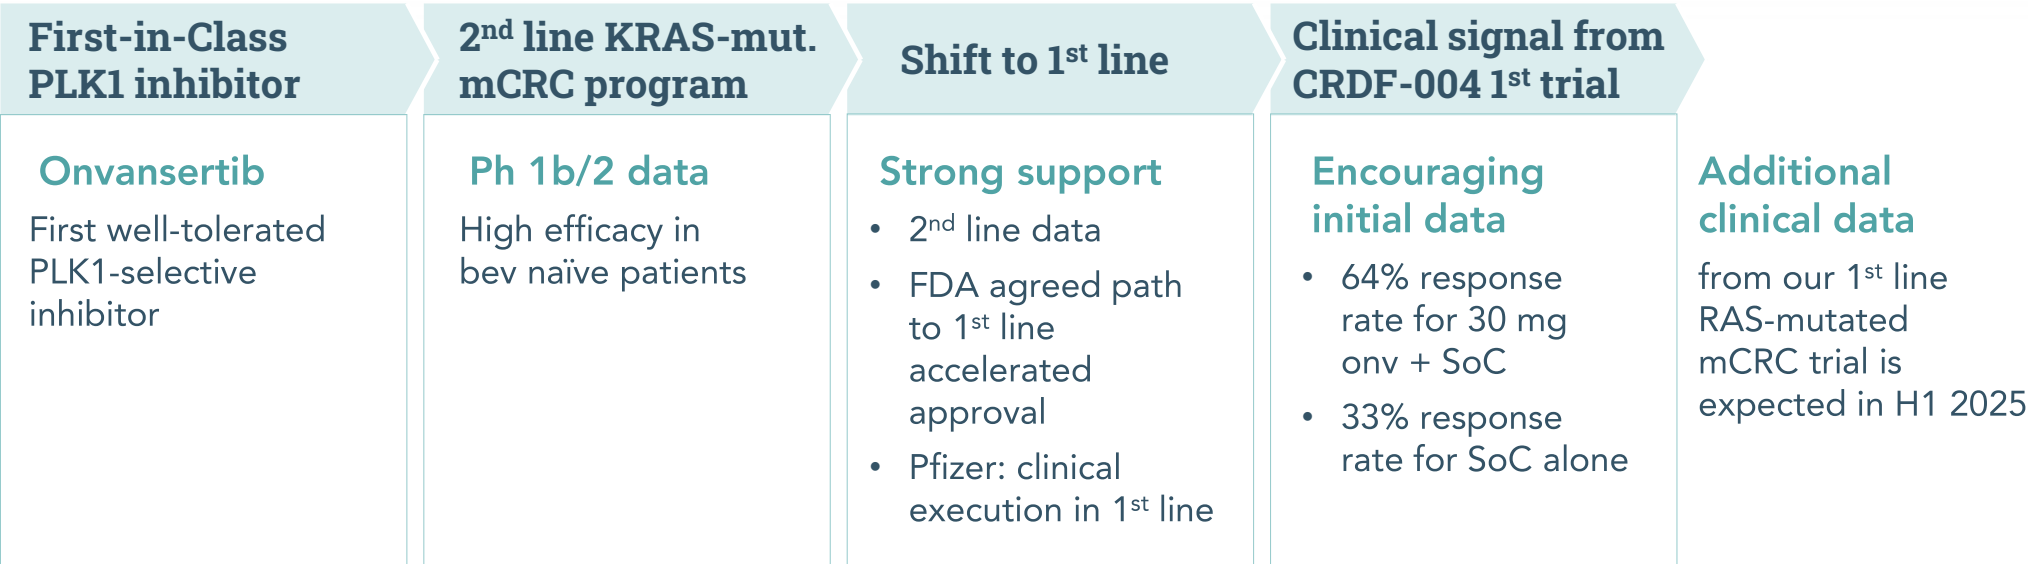 First-in-Class
PLK1 inhibitor
Onvansertib
First well-tolerated
PLK1-selective
inhibitor
2nd line KRAS-mut.
mCRC program
Ph 1b/2 data
High efficacy in
bev naïve patients
Shift to 1st line
Strong support
• 2nd line data
• FDA agreed path
to 1st line
accelerated
approval
• Pfizer: clinical
execution in 1st line
Clinical signal from
CRDF-004 1st trial
Encouraging
initial data
• 64% response
rate for 30 mg
onv + SoC
• 33% response
rate for SoC alone
Additional
clinical data
from our 1st line
RAS-mutated
mCRC trial is
expected in H1 2025